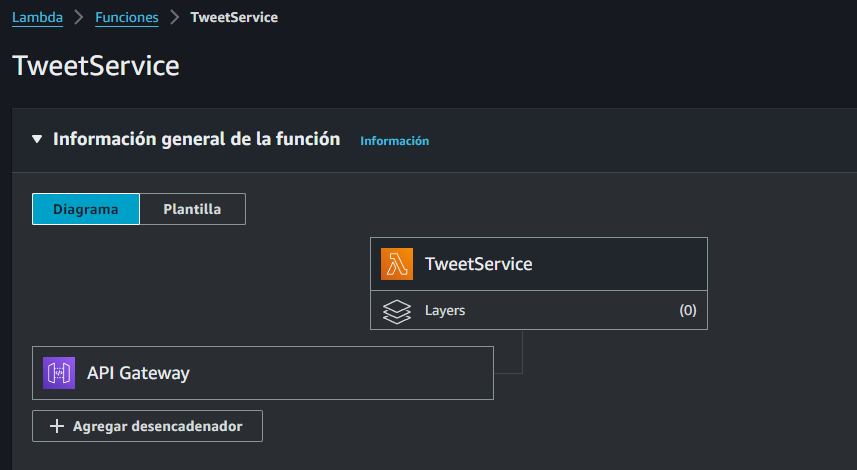 Lambda > Funciones > TweetService
TweetService
Información general de la función Información
Diagrama Plantilla
TweetService
Layers (0)
API Gateway
+ Agregar desencadenador